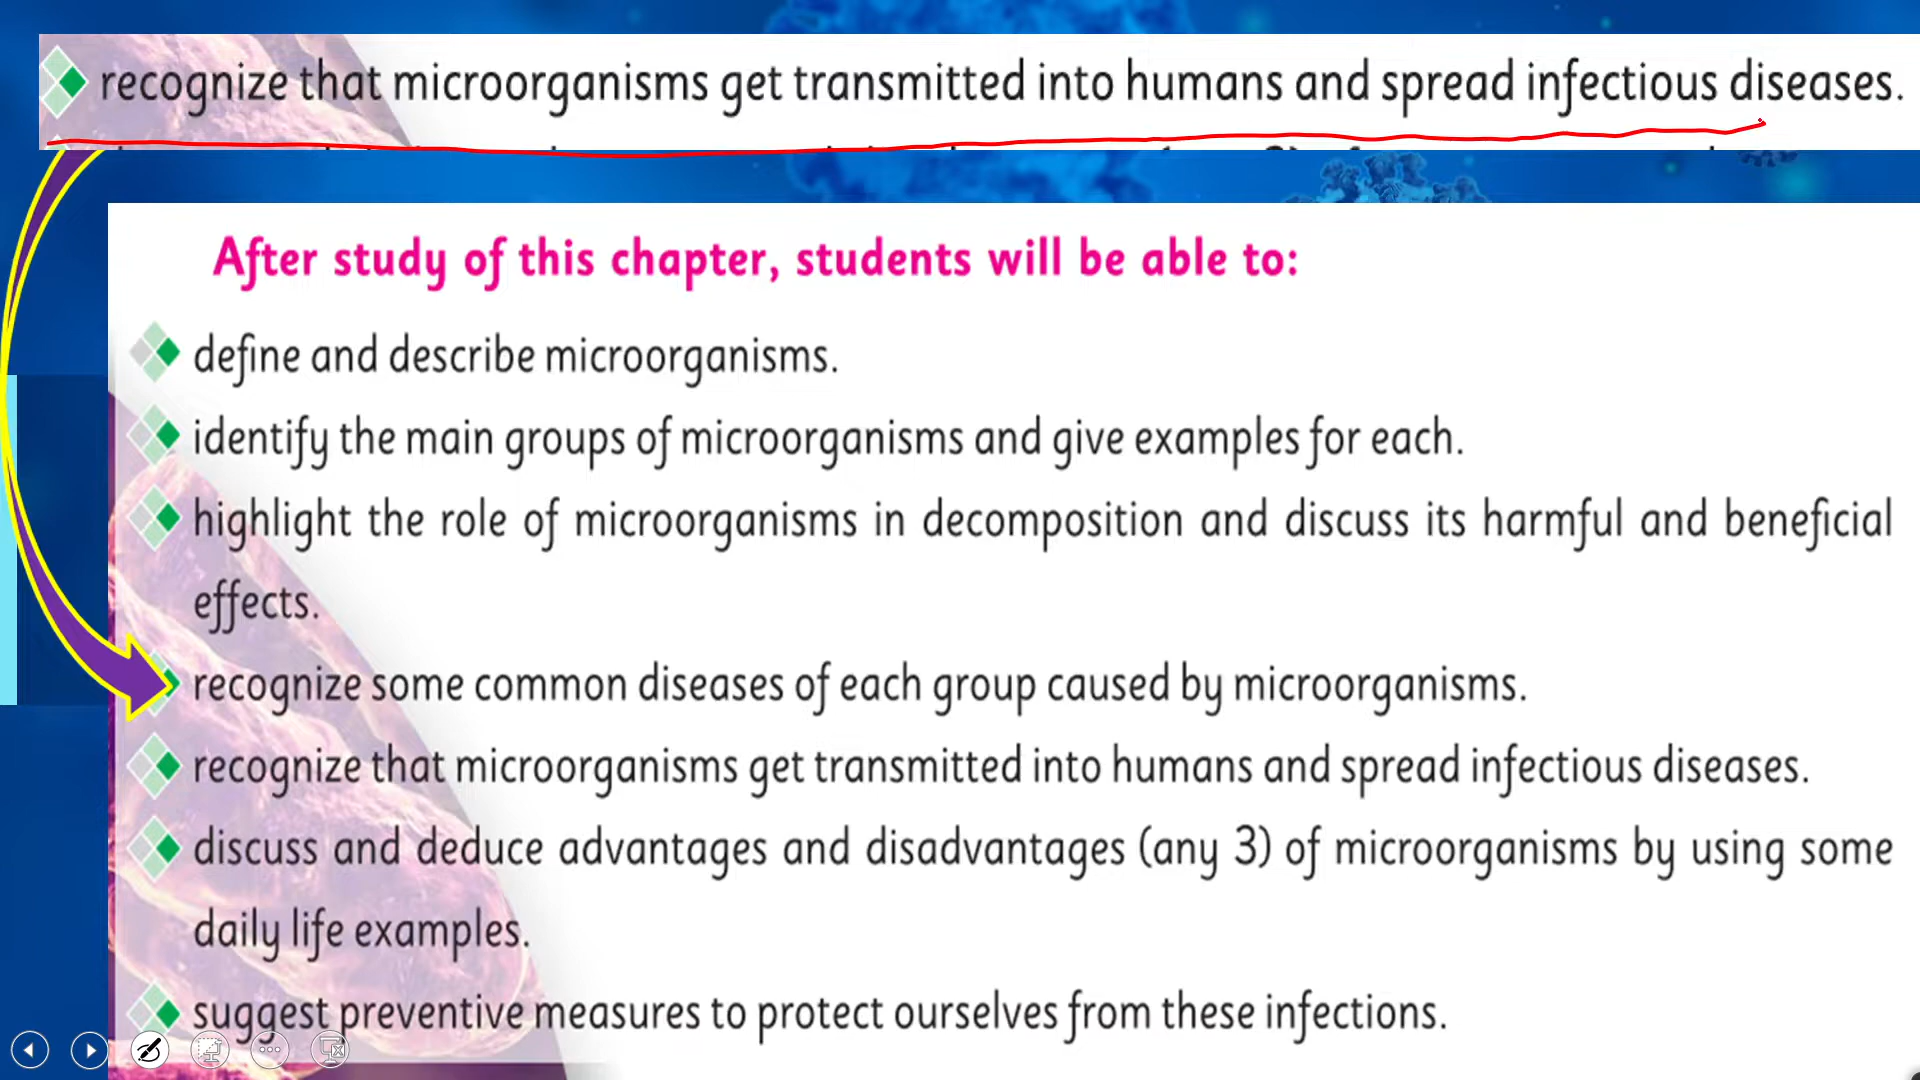 recognize that microorganisms get transmitted into humans and spread infectious diseases.
After study of this chapter, students will be able to:
define and describe microorganisms.
identify the main groups of microorganisms and give examples for each.
highlight the role of microorganisms in decomposition and discuss its harmful and beneficial
effects.
recognize some common diseases of each group caused by microorganisms.
recognize that microorganisms get transmitted into humans and spread infectious diseases.
discuss and deduce advantages and disadvantages (any 3) of microorganisms by using some
daily life examples.
suggest preventive measures to protect ourselves from these infections.